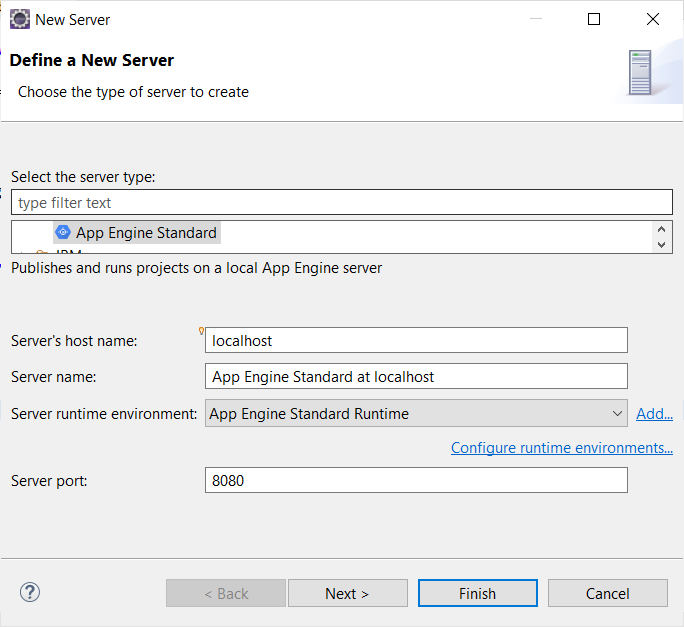 New Server
Define a New Server
Choose the type of server to create
Select the server type:
type filter text
App Engine Standard
IBM
Publishes and runs projects on a local App Engine server
Server's host name:
localhost
Server name:
App Engine Standard at localhost
Server runtime environment:
App Engine Standard Runtime
Add...
Configure runtime environments...
Server port:
8080
?
< Back
Next >
Finish
Cancel